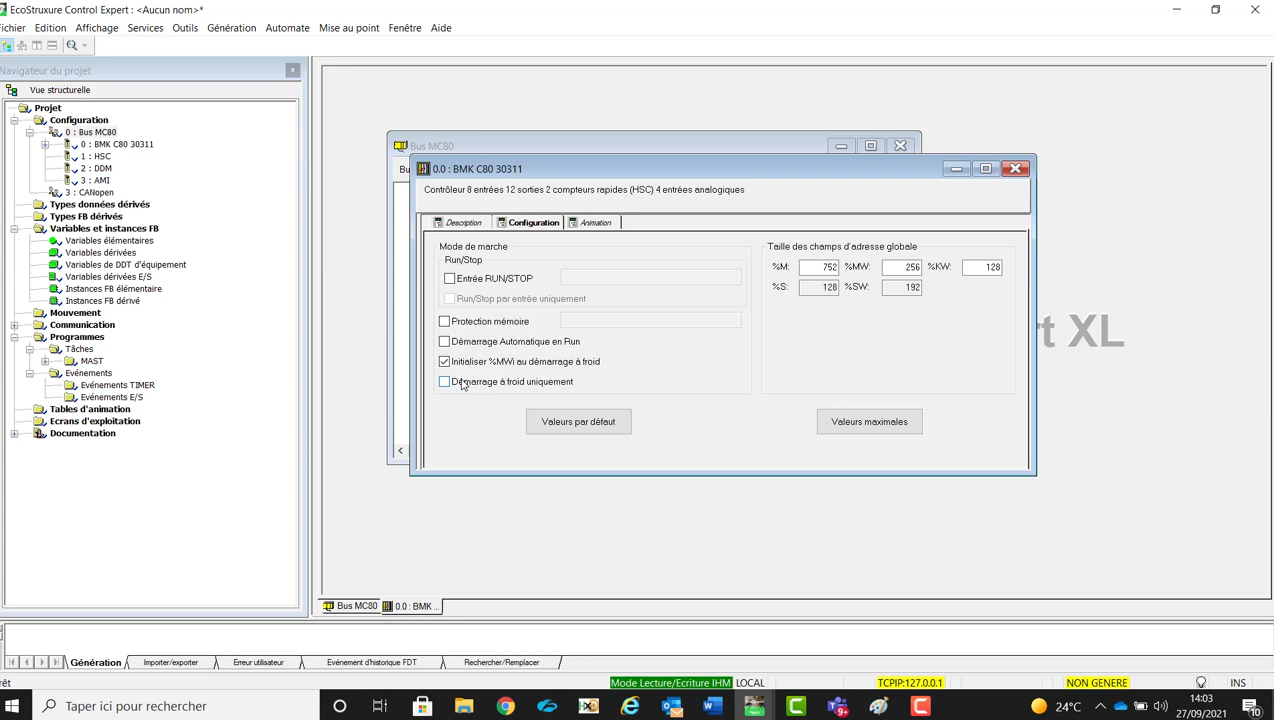 EcoStruxure Control Expert : <Aucun nom>*
Fichier Edition Affichage Services Outils Génération Automate Mise au point Fenêtre Aide
Navigateur du projet
Vue structurelle
Projet
Configuration
0 : Bus MC80
0 : BMK C80 30311
1 : HSC
2 : DDM
3 : AMI
3 : CANopen
Types données dérivés
Types FB dérivés
Variables et instances FB
Variables élémentaires
Variables dérivées
Variables de DDT d'équipement
Variables dérivées E/S
Instances FB élémentaire
Instances FB dérivé
Mouvement
Communication
Programmes
Tâches
MAST
Evénements
Evénements TIMER
Evénements E/S
Tables d'animation
Ecrans d'exploitation
Documentation
Bus MC80
Bu
0.0 : BMK C80 30311
Contrôleur 8 entrées 12 sorties 2 compteurs rapides (HSC) 4 entrées analogiques
Description Configuration Animation
Mode de marche
Run/Stop
Entrée RUN/STOP
Run/Stop par entrée uniquement
Protection mémoire
Démarrage Automatique en Run
Initialiser %MWi au démarrage à froid
Démarrage à froid uniquement
Valeurs par défaut
Taille des champs d'adresse globale
%M: 752 %MW: 256 %KW: 128
%S: 128 %SW: 192
Valeurs maximales
rt XL
Bus MC80 0.0 : BMK ...
Génération Importer/exporter Erreur utilisateur Evénement d'historique FDT Rechercher/Remplacer
rêt Mode Lecture/Ecriture IHM LOCAL TCPIP:127.0.0.1 NON GENERE INS
Taper ici pour rechercher
9+
24°C
14:03
27/09/2021
10